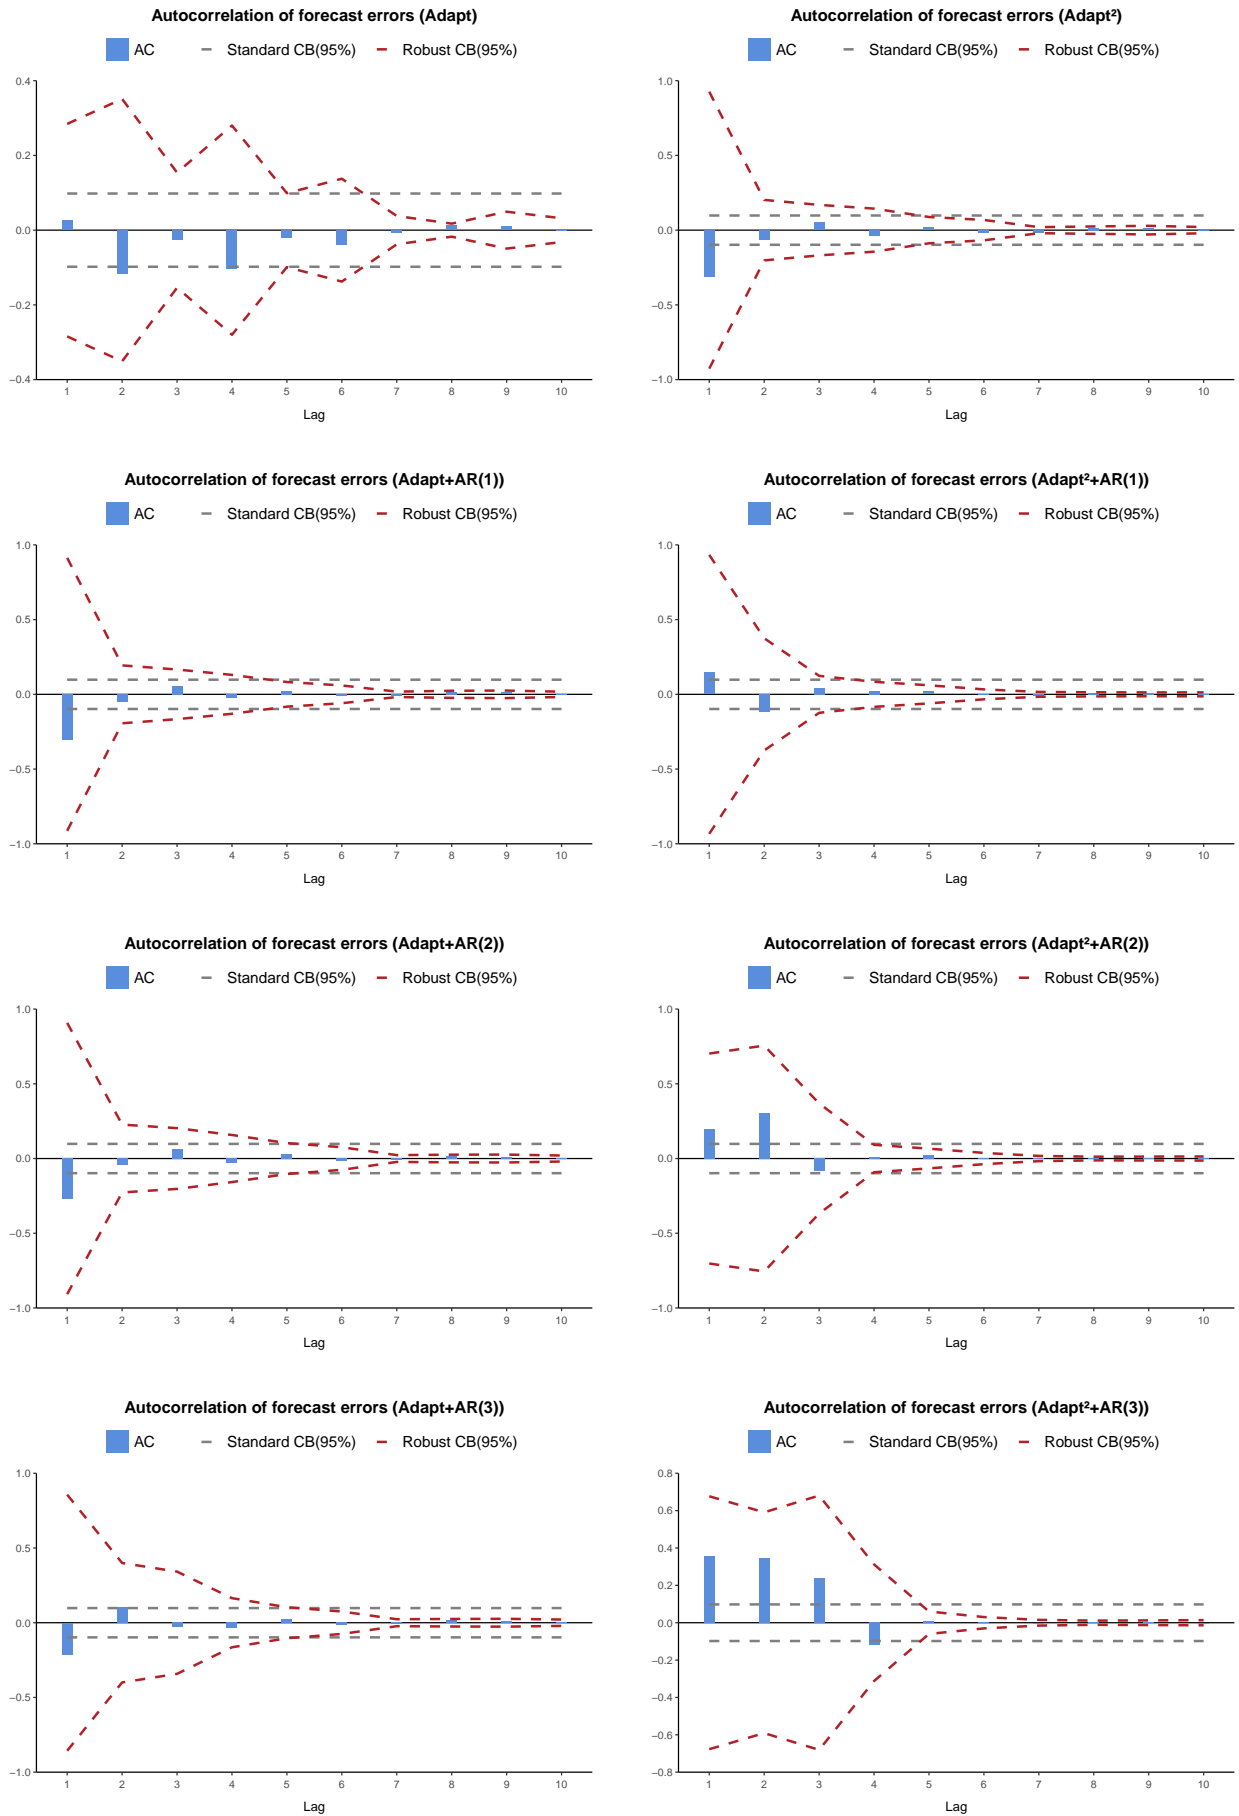 Autocorrelation of forecast errors (Adapt)
AC Standard CB(95%) Robust CB(95%)
0.4
0.2
0.0
−0.2
−0.4
1 2 3 4 5 6 7 8 9 10
Lag
Autocorrelation of forecast errors (Adapt²)
AC Standard CB(95%) Robust CB(95%)
1.0
0.5
0.0
−0.5
−1.0
1 2 3 4 5 6 7 8 9 10
Lag
Autocorrelation of forecast errors (Adapt+AR(1))
AC Standard CB(95%) Robust CB(95%)
1.0
0.5
0.0
−0.5
−1.0
1 2 3 4 5 6 7 8 9 10
Lag
Autocorrelation of forecast errors (Adapt²+AR(1))
AC Standard CB(95%) Robust CB(95%)
1.0
0.5
0.0
−0.5
−1.0
1 2 3 4 5 6 7 8 9 10
Lag
Autocorrelation of forecast errors (Adapt+AR(2))
AC Standard CB(95%) Robust CB(95%)
1.0
0.5
0.0
−0.5
−1.0
1 2 3 4 5 6 7 8 9 10
Lag
Autocorrelation of forecast errors (Adapt²+AR(2))
AC Standard CB(95%) Robust CB(95%)
1.0
0.5
0.0
−0.5
−1.0
1 2 3 4 5 6 7 8 9 10
Lag
Autocorrelation of forecast errors (Adapt+AR(3))
AC Standard CB(95%) Robust CB(95%)
1.0
0.5
0.0
−0.5
−1.0
1 2 3 4 5 6 7 8 9 10
Lag
Autocorrelation of forecast errors (Adapt²+AR(3))
AC Standard CB(95%) Robust CB(95%)
0.8
0.6
0.4
0.2
0.0
−0.2
−0.4
−0.6
−0.8
1 2 3 4 5 6 7 8 9 10
Lag